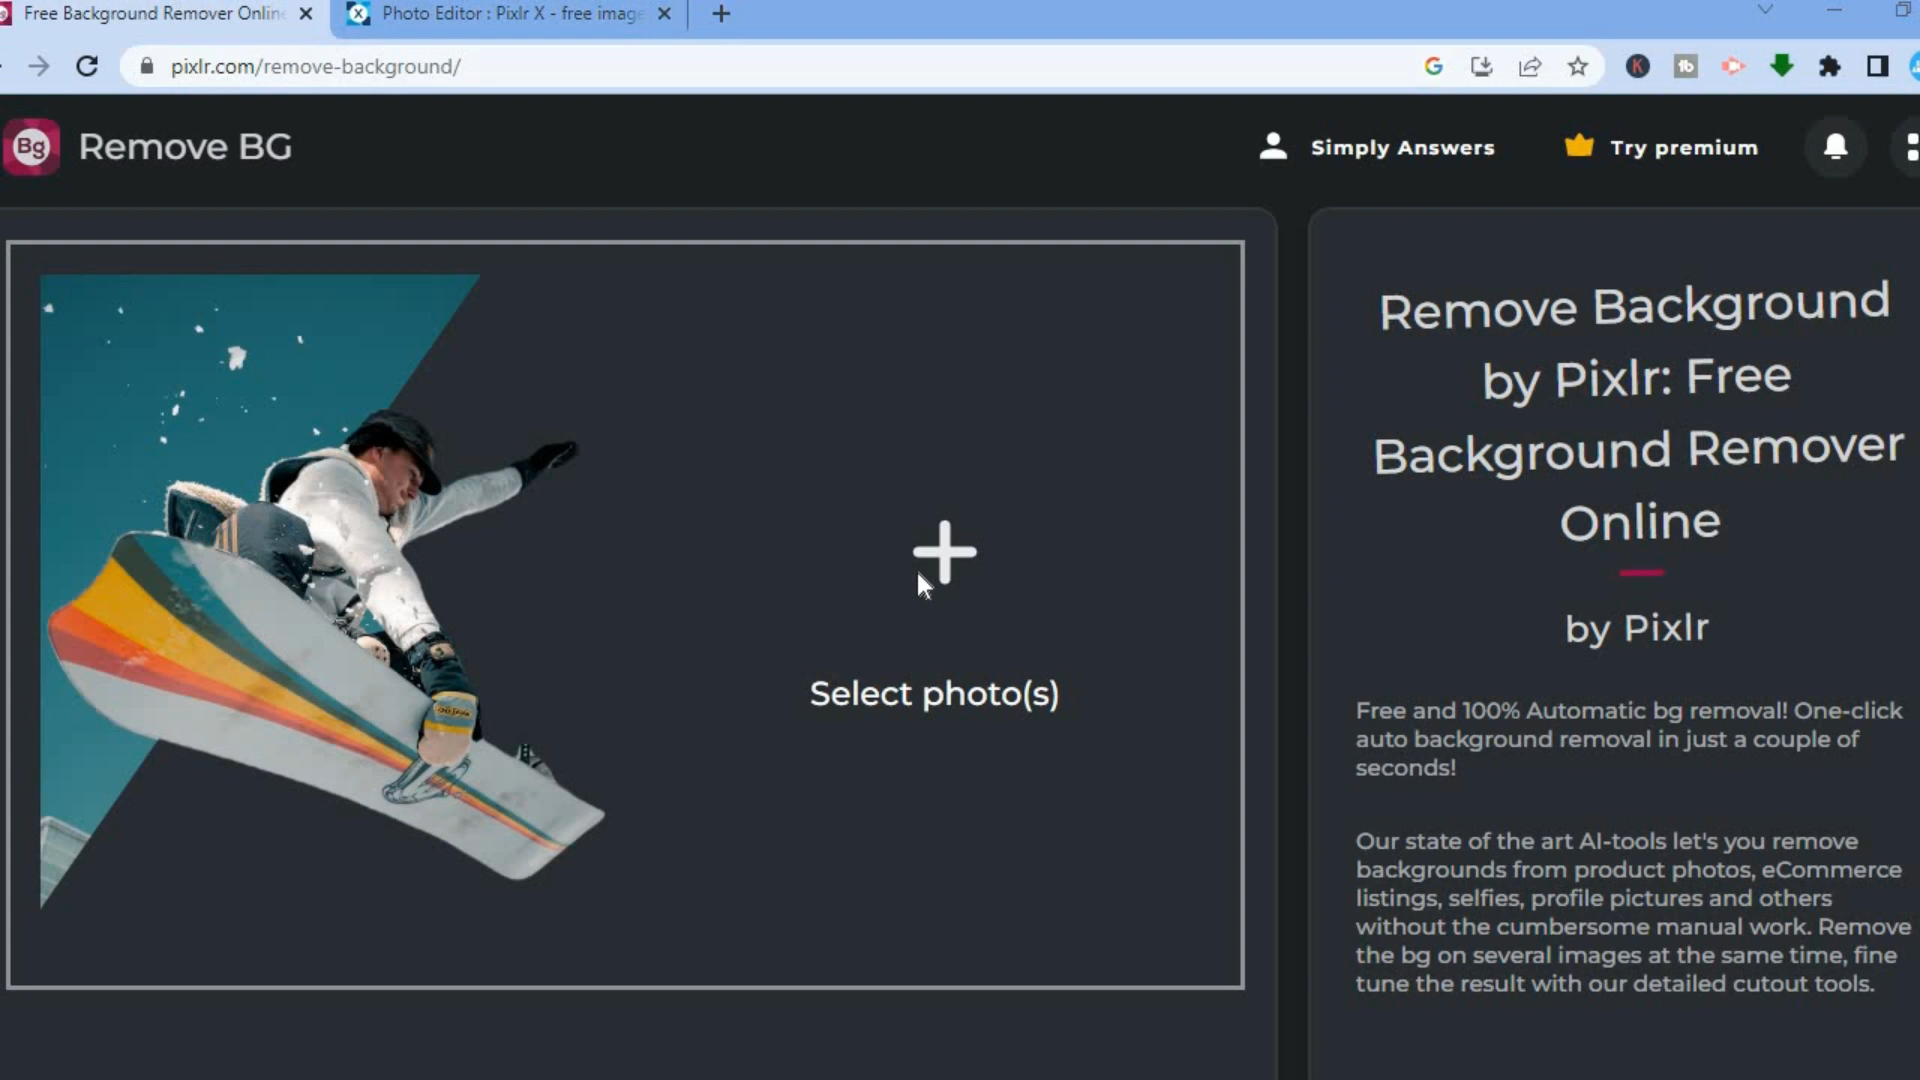 Free Background Remover Onlin
Photo Editor : Pixlr X - free imag
pixlr.com/remove-background/
Bg
Remove BG
Simply Answers
Try premium
Select photo(s)
Remove Background
by Pixlr: Free
Background Remover
Online
by Pixlr
Free and 100% Automatic bg removal! One-click
auto background removal in just a couple of
seconds!
Our state of the art AI-tools let's you remove
backgrounds from product photos, eCommerce
listings, selfies, profile pictures and others
without the cumbersome manual work. Remove
the bg on several images at the same time, fine
tune the result with our detailed cutout tools.